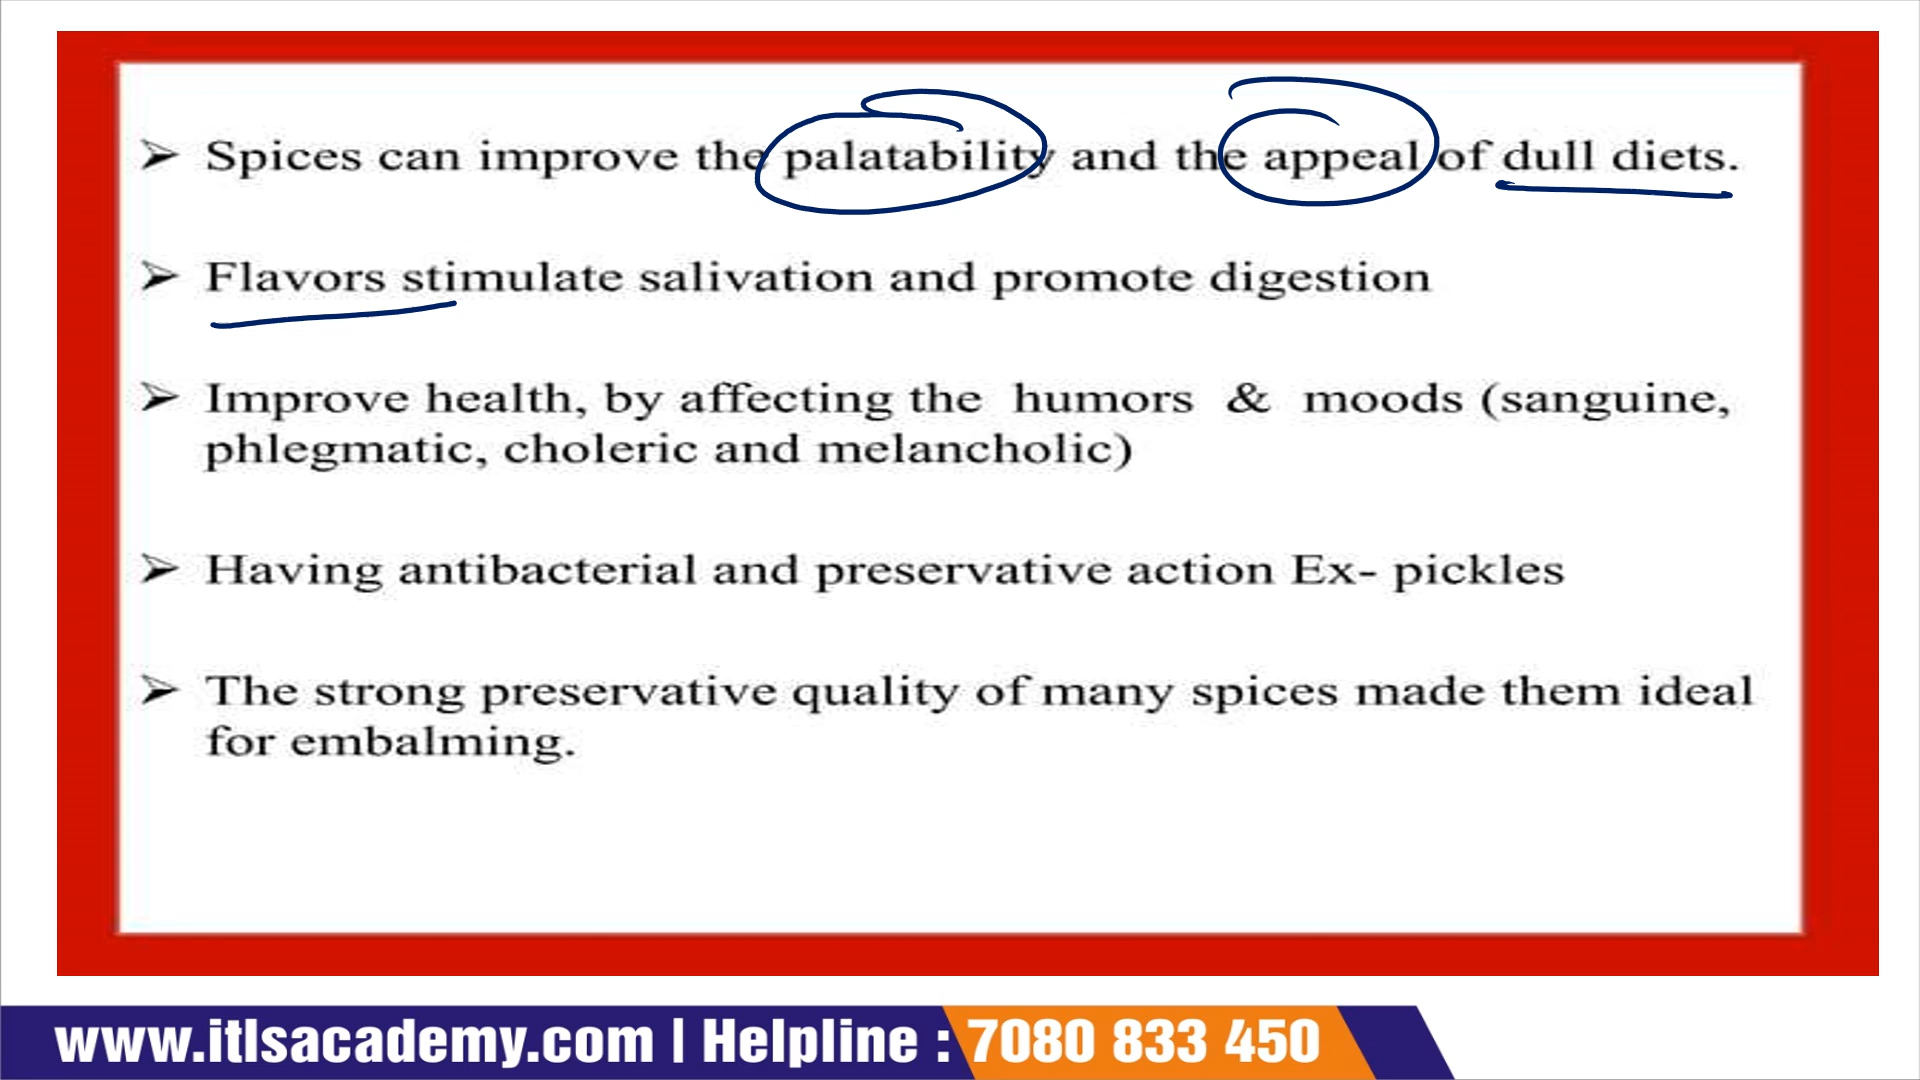 ➢ Spices can improve the palatability and the appeal of dull diets.
➢ Flavors stimulate salivation and promote digestion
➢ Improve health, by affecting the humors & moods (sanguine,
phlegmatic, choleric and melancholic)
➢ Having antibacterial and preservative action Ex- pickles
➢ The strong preservative quality of many spices made them ideal
for embalming.
www.itlsacademy.com | Helpline : 7080 833 450